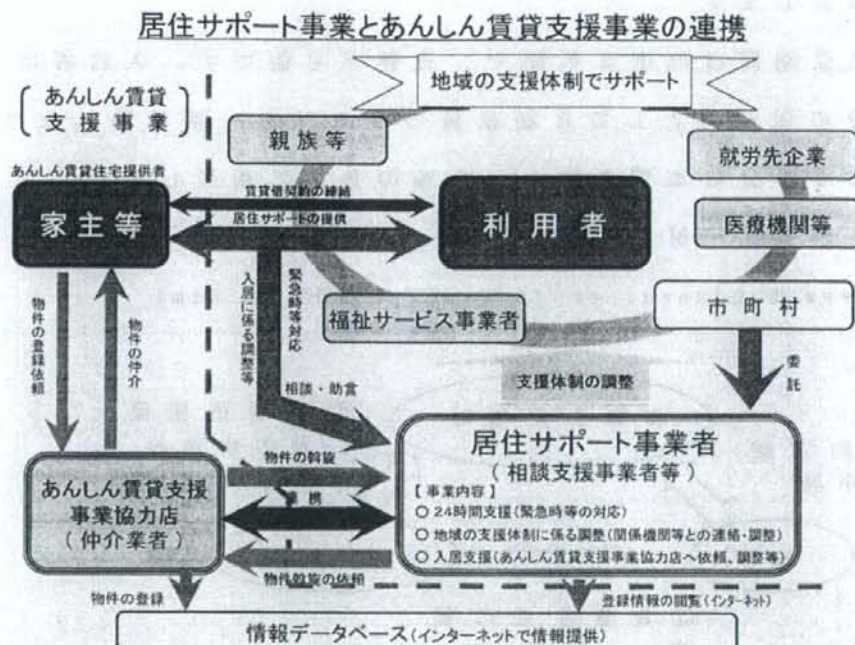 居住サポート事業とあんしん賃貸支援事業の連携
あんしん賃貸
支援事業
地域の支援体制でサポート
親族等
就労先企業
あんしん賃貸住宅提供者
家主等
賃貸借契約の締結
居住サポートの提供
利用者
医療機関等
福祉サービス事業者
市町村
物件の登録依頼
物件の仲介
入居に係る調整等
緊急時等対応
相談・助言
支援体制の調整
委託
あんしん賃貸支援
事業協力店
(仲介業者)
物件の斡旋
連携
物件斡旋の依頼
居住サポート事業者
(相談支援事業者等)
【事業内容】
○ 24時間支援(緊急時等の対応)
○ 地域の支援体制に係る調整(関係機関等との連絡・調整)
○ 入居支援(あんしん賃貸支援事業協力店へ依頼、調整等)
物件の登録
登録情報の閲覧(インターネット)
情報データベース(インターネットで情報提供)